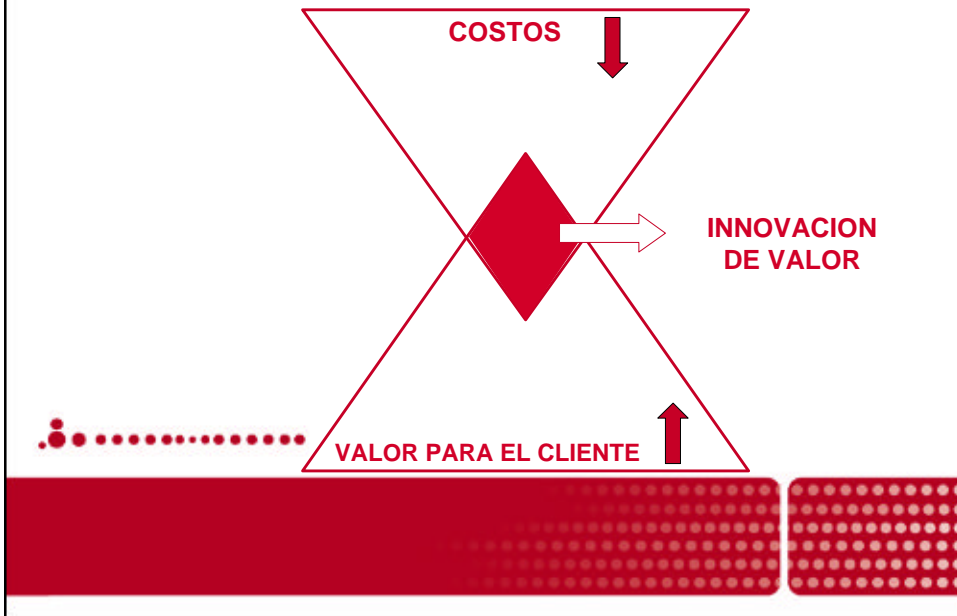 COSTOS
INNOVACION
DE VALOR
VALOR PARA EL CLIENTE